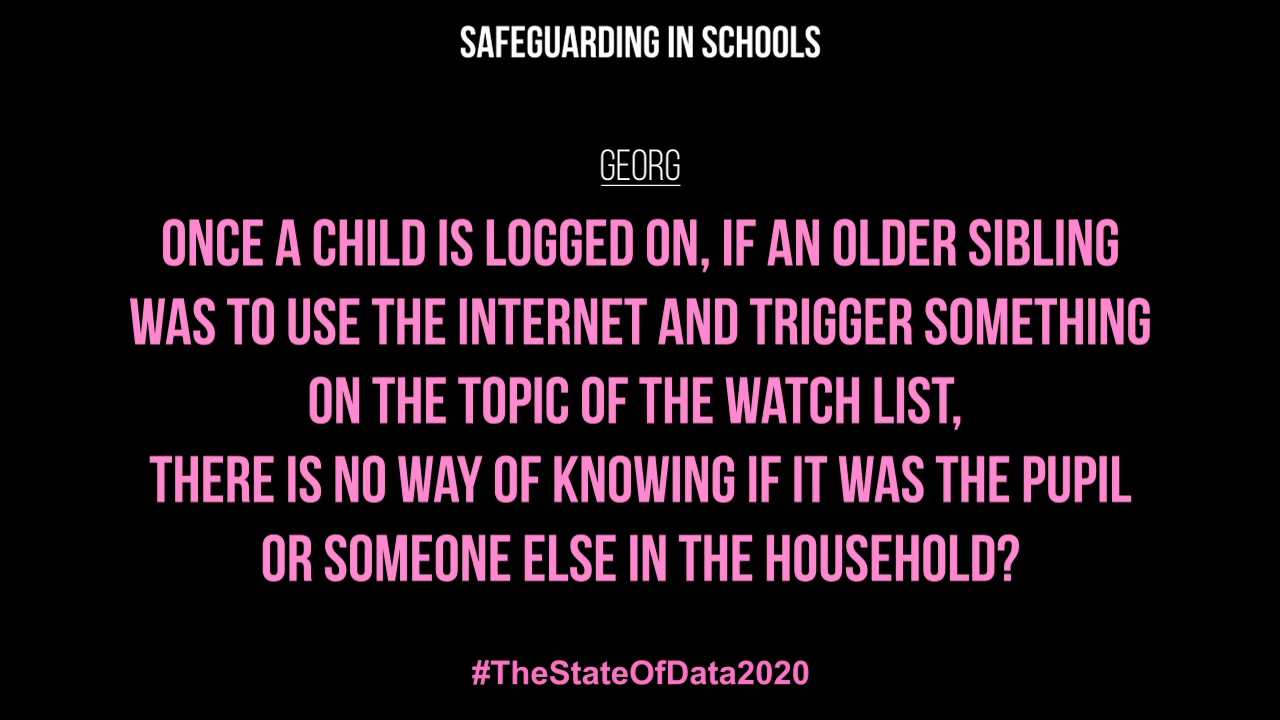 SAFEGUARDING IN SCHOOLS
GEORG
ONCE A CHILD IS LOGGED ON, IF AN OLDER SIBLING
WAS TO USE THE INTERNET AND TRIGGER SOMETHING
ON THE TOPIC OF THE WATCH LIST,
THERE IS NO WAY OF KNOWING IF IT WAS THE PUPIL
OR SOMEONE ELSE IN THE HOUSEHOLD?
#TheStateOfData2020